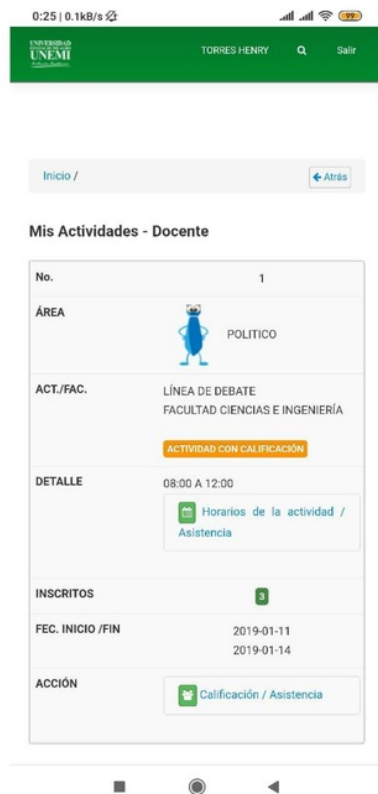 0:25 | 0.1kB/s
99
UNIVERSIDAD
UNEMI
TORRES HENRY
Salir
Inicio /
Atrás
Mis Actividades - Docente
No.
1
ÁREA
POLITICO
ACT./FAC.
LÍNEA DE DEBATE
FACULTAD CIENCIAS E INGENIERÍA
ACTIVIDAD CON CALIFICACIÓN
DETALLE
08:00 A 12:00
Horarios de la actividad /
Asistencia
INSCRITOS
3
FEC. INICIO /FIN
2019-01-11
2019-01-14
ACCIÓN
Calificación / Asistencia